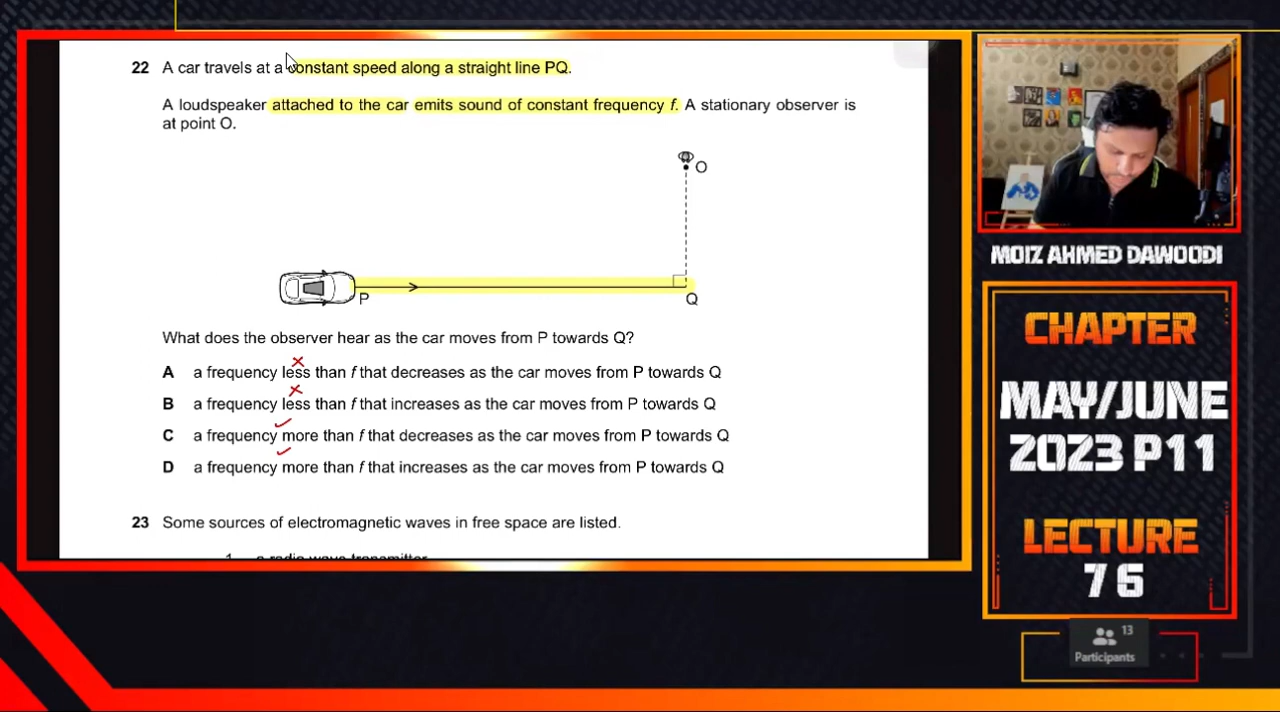 22 A car travels at a constant speed along a straight line PQ.
A loudspeaker attached to the car emits sound of constant frequency f. A stationary observer is
at point O.
O
P
Q
What does the observer hear as the car moves from P towards Q?
A a frequency less than f that decreases as the car moves from P towards Q
B a frequency less than f that increases as the car moves from P towards Q
C a frequency more than f that decreases as the car moves from P towards Q
D a frequency more than f that increases as the car moves from P towards Q
23 Some sources of electromagnetic waves in free space are listed.
1 a radio wave transmitter
MOIZ AHMED DAWOODI
CHAPTER
MAY/JUNE
2023 P11
LECTURE
76
13
Participants